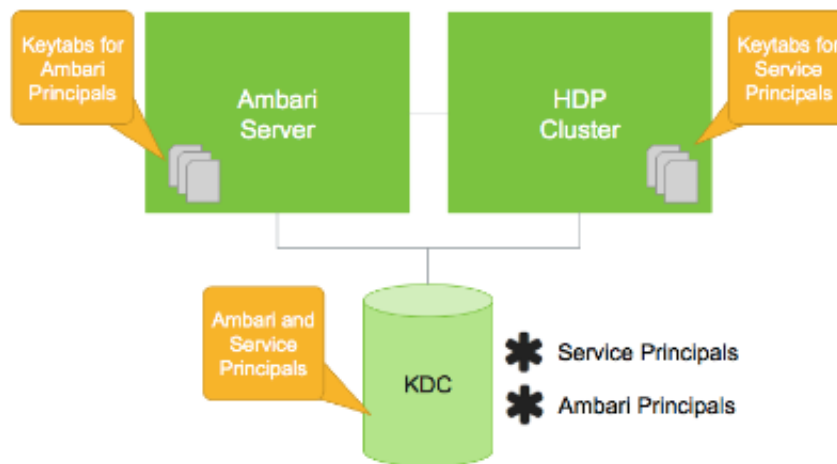 Keytabs for
Ambari
Principals
Ambari
Server
HDP
Cluster
Keytabs for
Service
Principals
Ambari and
Service
Principals
KDC
Service Principals
Ambari Principals